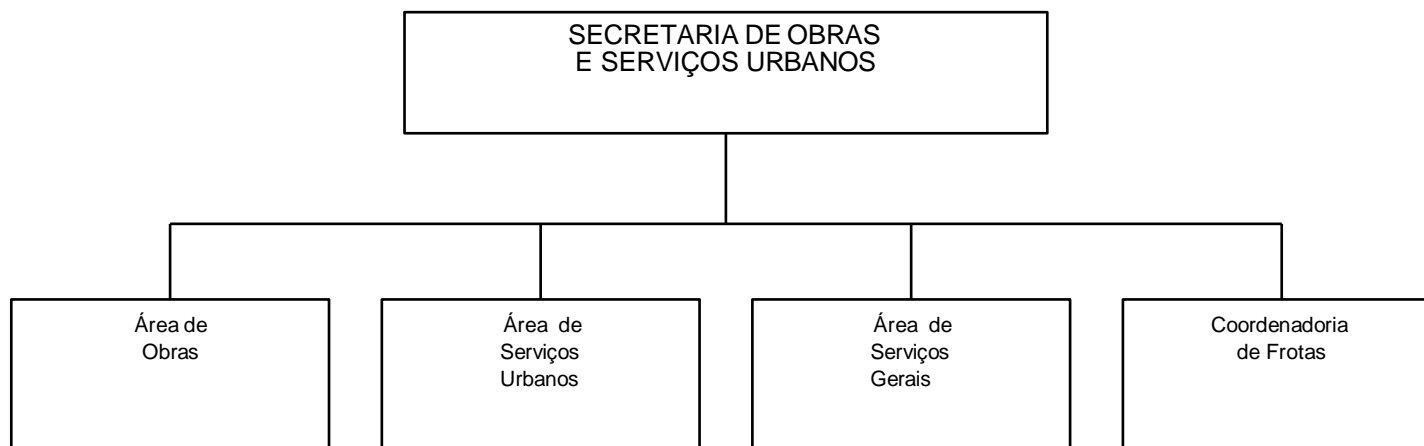 SECRETARIA DE OBRAS
E SERVIÇOS URBANOS
Área de
Obras
Área de
Serviços
Urbanos
Área de
Serviços
Gerais
Coordenadoria
de Frotas